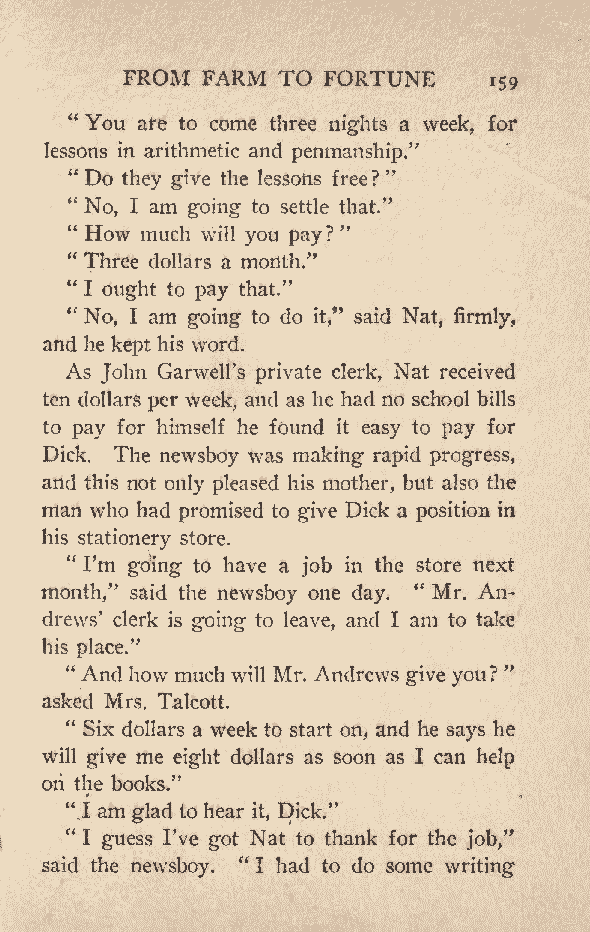 FROM FARM TO FORTUNE 159
" You are to come three nights a week, for
lessons in arithmetic and penmanship."
" Do they give the lessons free? "
" No, I am going to settle that."
" How much will you pay? "
" Three dollars a month."
" I ought to pay that."
" No, I am going to do it," said Nat, firmly,
and he kept his word.
As John Garwell's private clerk, Nat received
ten dollars per week, and as he had no school bills
to pay for himself he found it easy to pay for
Dick. The newsboy was making rapid progress,
and this not only pleased his mother, but also the
man who had promised to give Dick a position in
his stationery store.
" I'm going to have a job in the store next
month," said the newsboy one day. " Mr. An-
drews' clerk is going to leave, and I am to take
his place."
" And how much will Mr. Andrews give you? "
asked Mrs. Talcott.
" Six dollars a week to start on, and he says he
will give me eight dollars as soon as I can help
on the books."
" I am glad to hear it, Dick."
" I guess I've got Nat to thank for the job,"
said the newsboy. " I had to do some writing